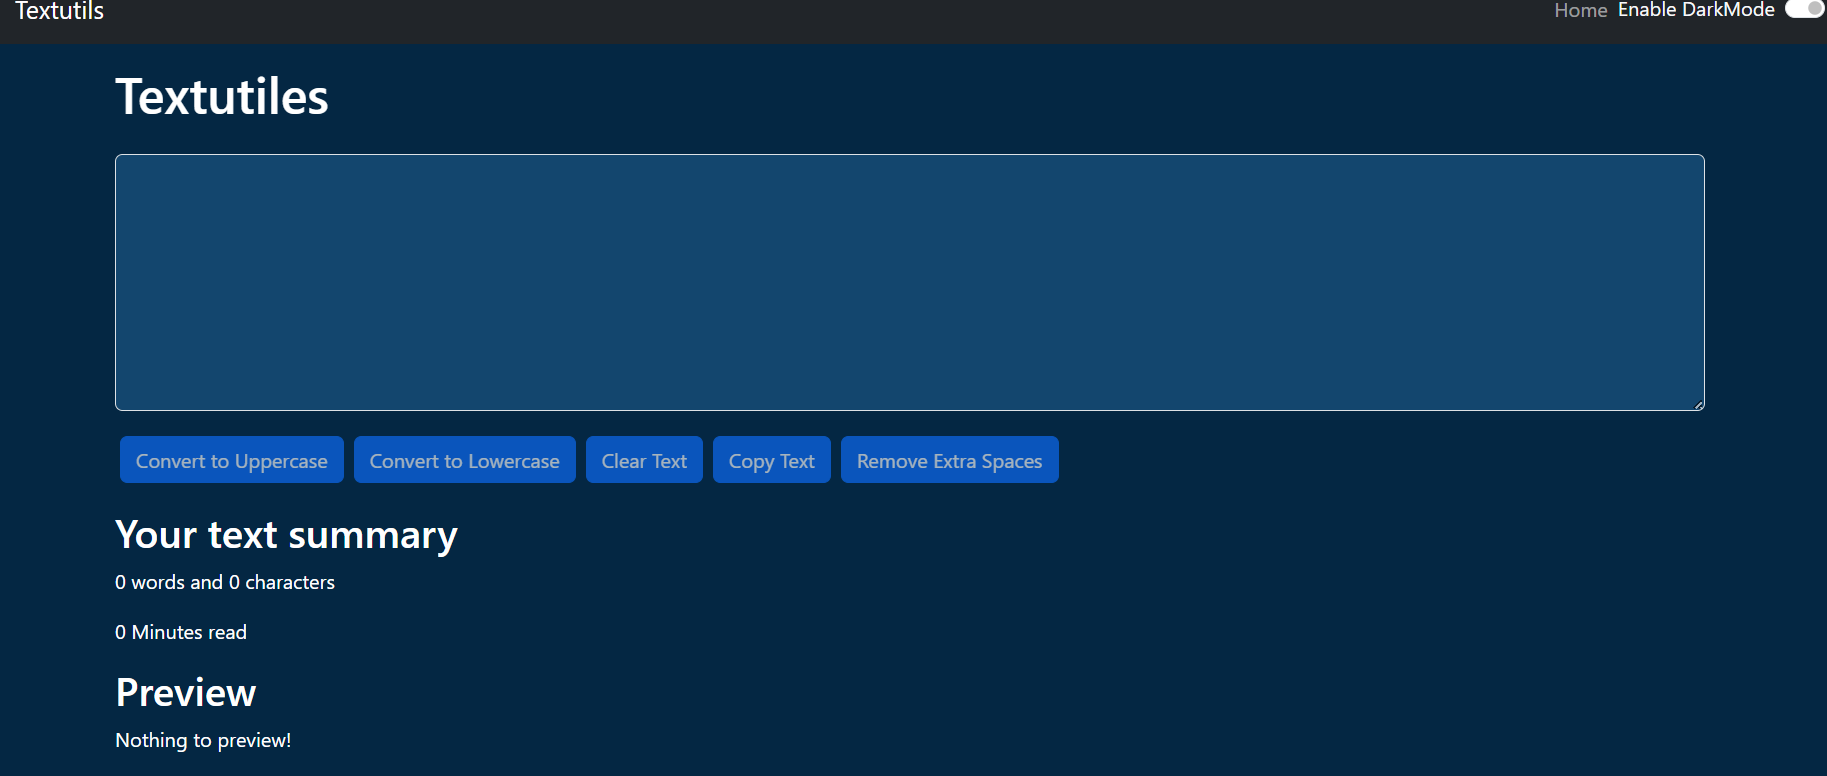 Textutils Home Enable DarkMode
Textutiles
Convert to Uppercase Convert to Lowercase Clear Text Copy Text Remove Extra Spaces
Your text summary
0 words and 0 characters
0 Minutes read
Preview
Nothing to preview!